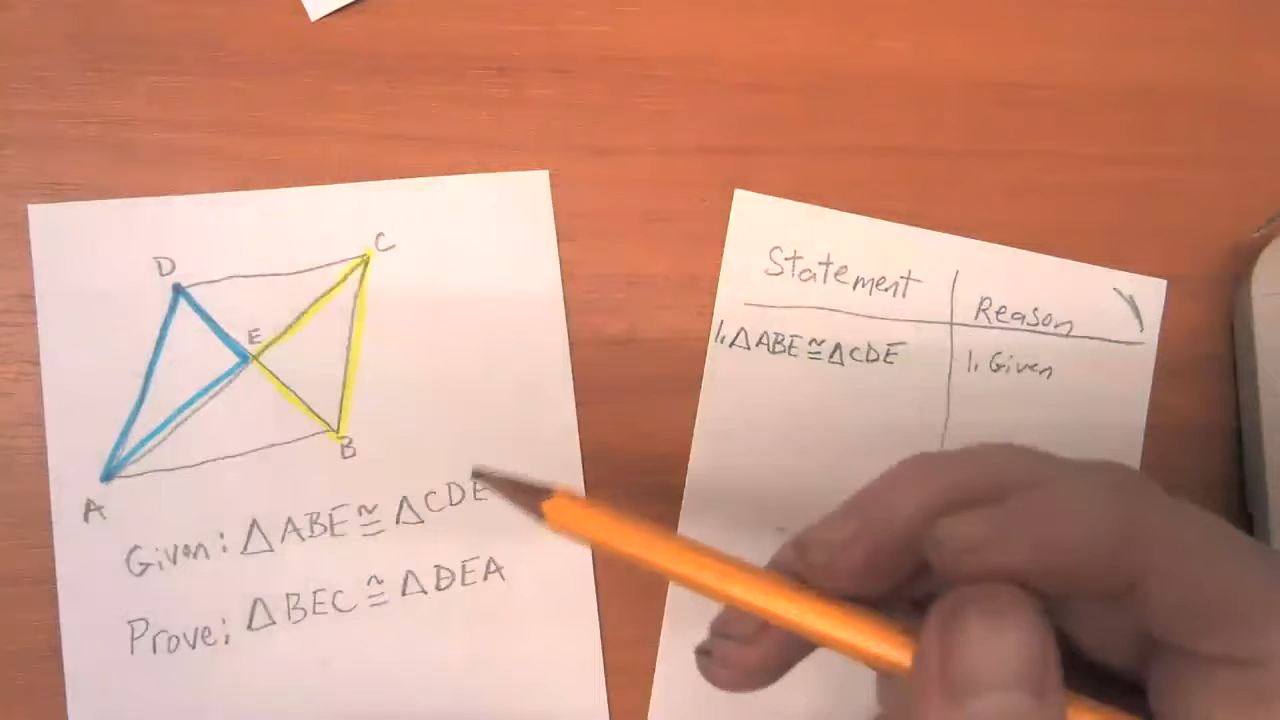 D
C
E
B
A
Given: △ABE≅△CDE
Prove: △BEC≅△DEA
Statement
Reason
1. △ABE≅△CDE
1. Given